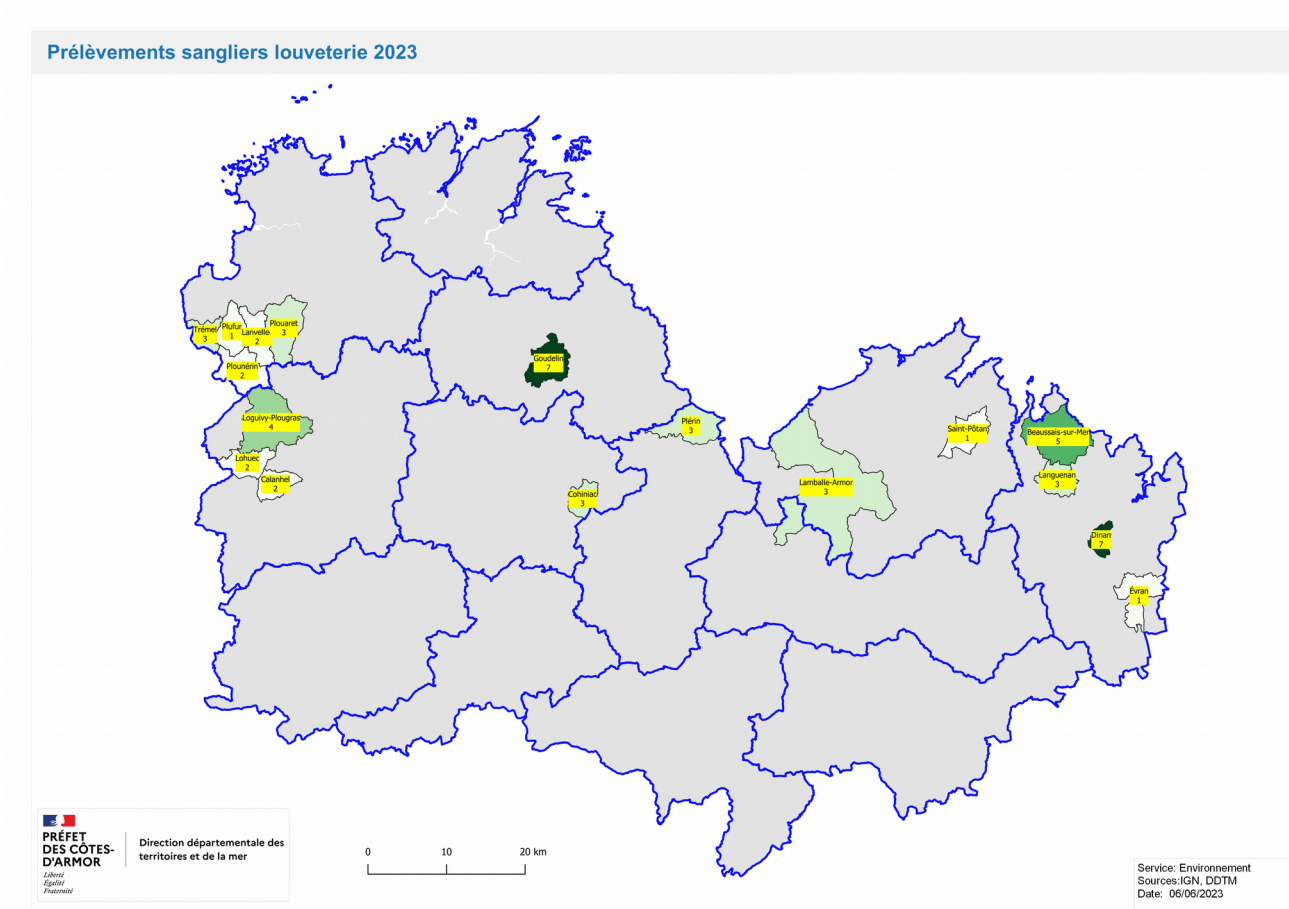 Prélèvements sangliers louveterie 2023
Trémel
3
Plufur
1
Lanvelle
2
Plouaret
3
Plounérin
2
Goudelin
7
Loguivy-Plougras
4
Lohuec
2
Calanhel
2
Plérin
3
Cohiniac
3
Lamballe-Armor
3
Saint-Pôtan
1
Beaussais-sur-Mer
5
Languenan
3
Dinan
7
Évran
1
PRÉFET
DES CÔTES-
D'ARMOR
Liberté
Égalité
Fraternité
Direction départementale des
territoires et de la mer
0 10 20 km
Service: Environnement
Sources:IGN, DDTM
Date: 06/06/2023